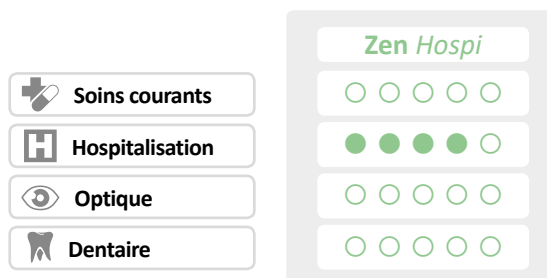 Zen Hospi
Soins courants
Hospitalisation
Optique
Dentaire